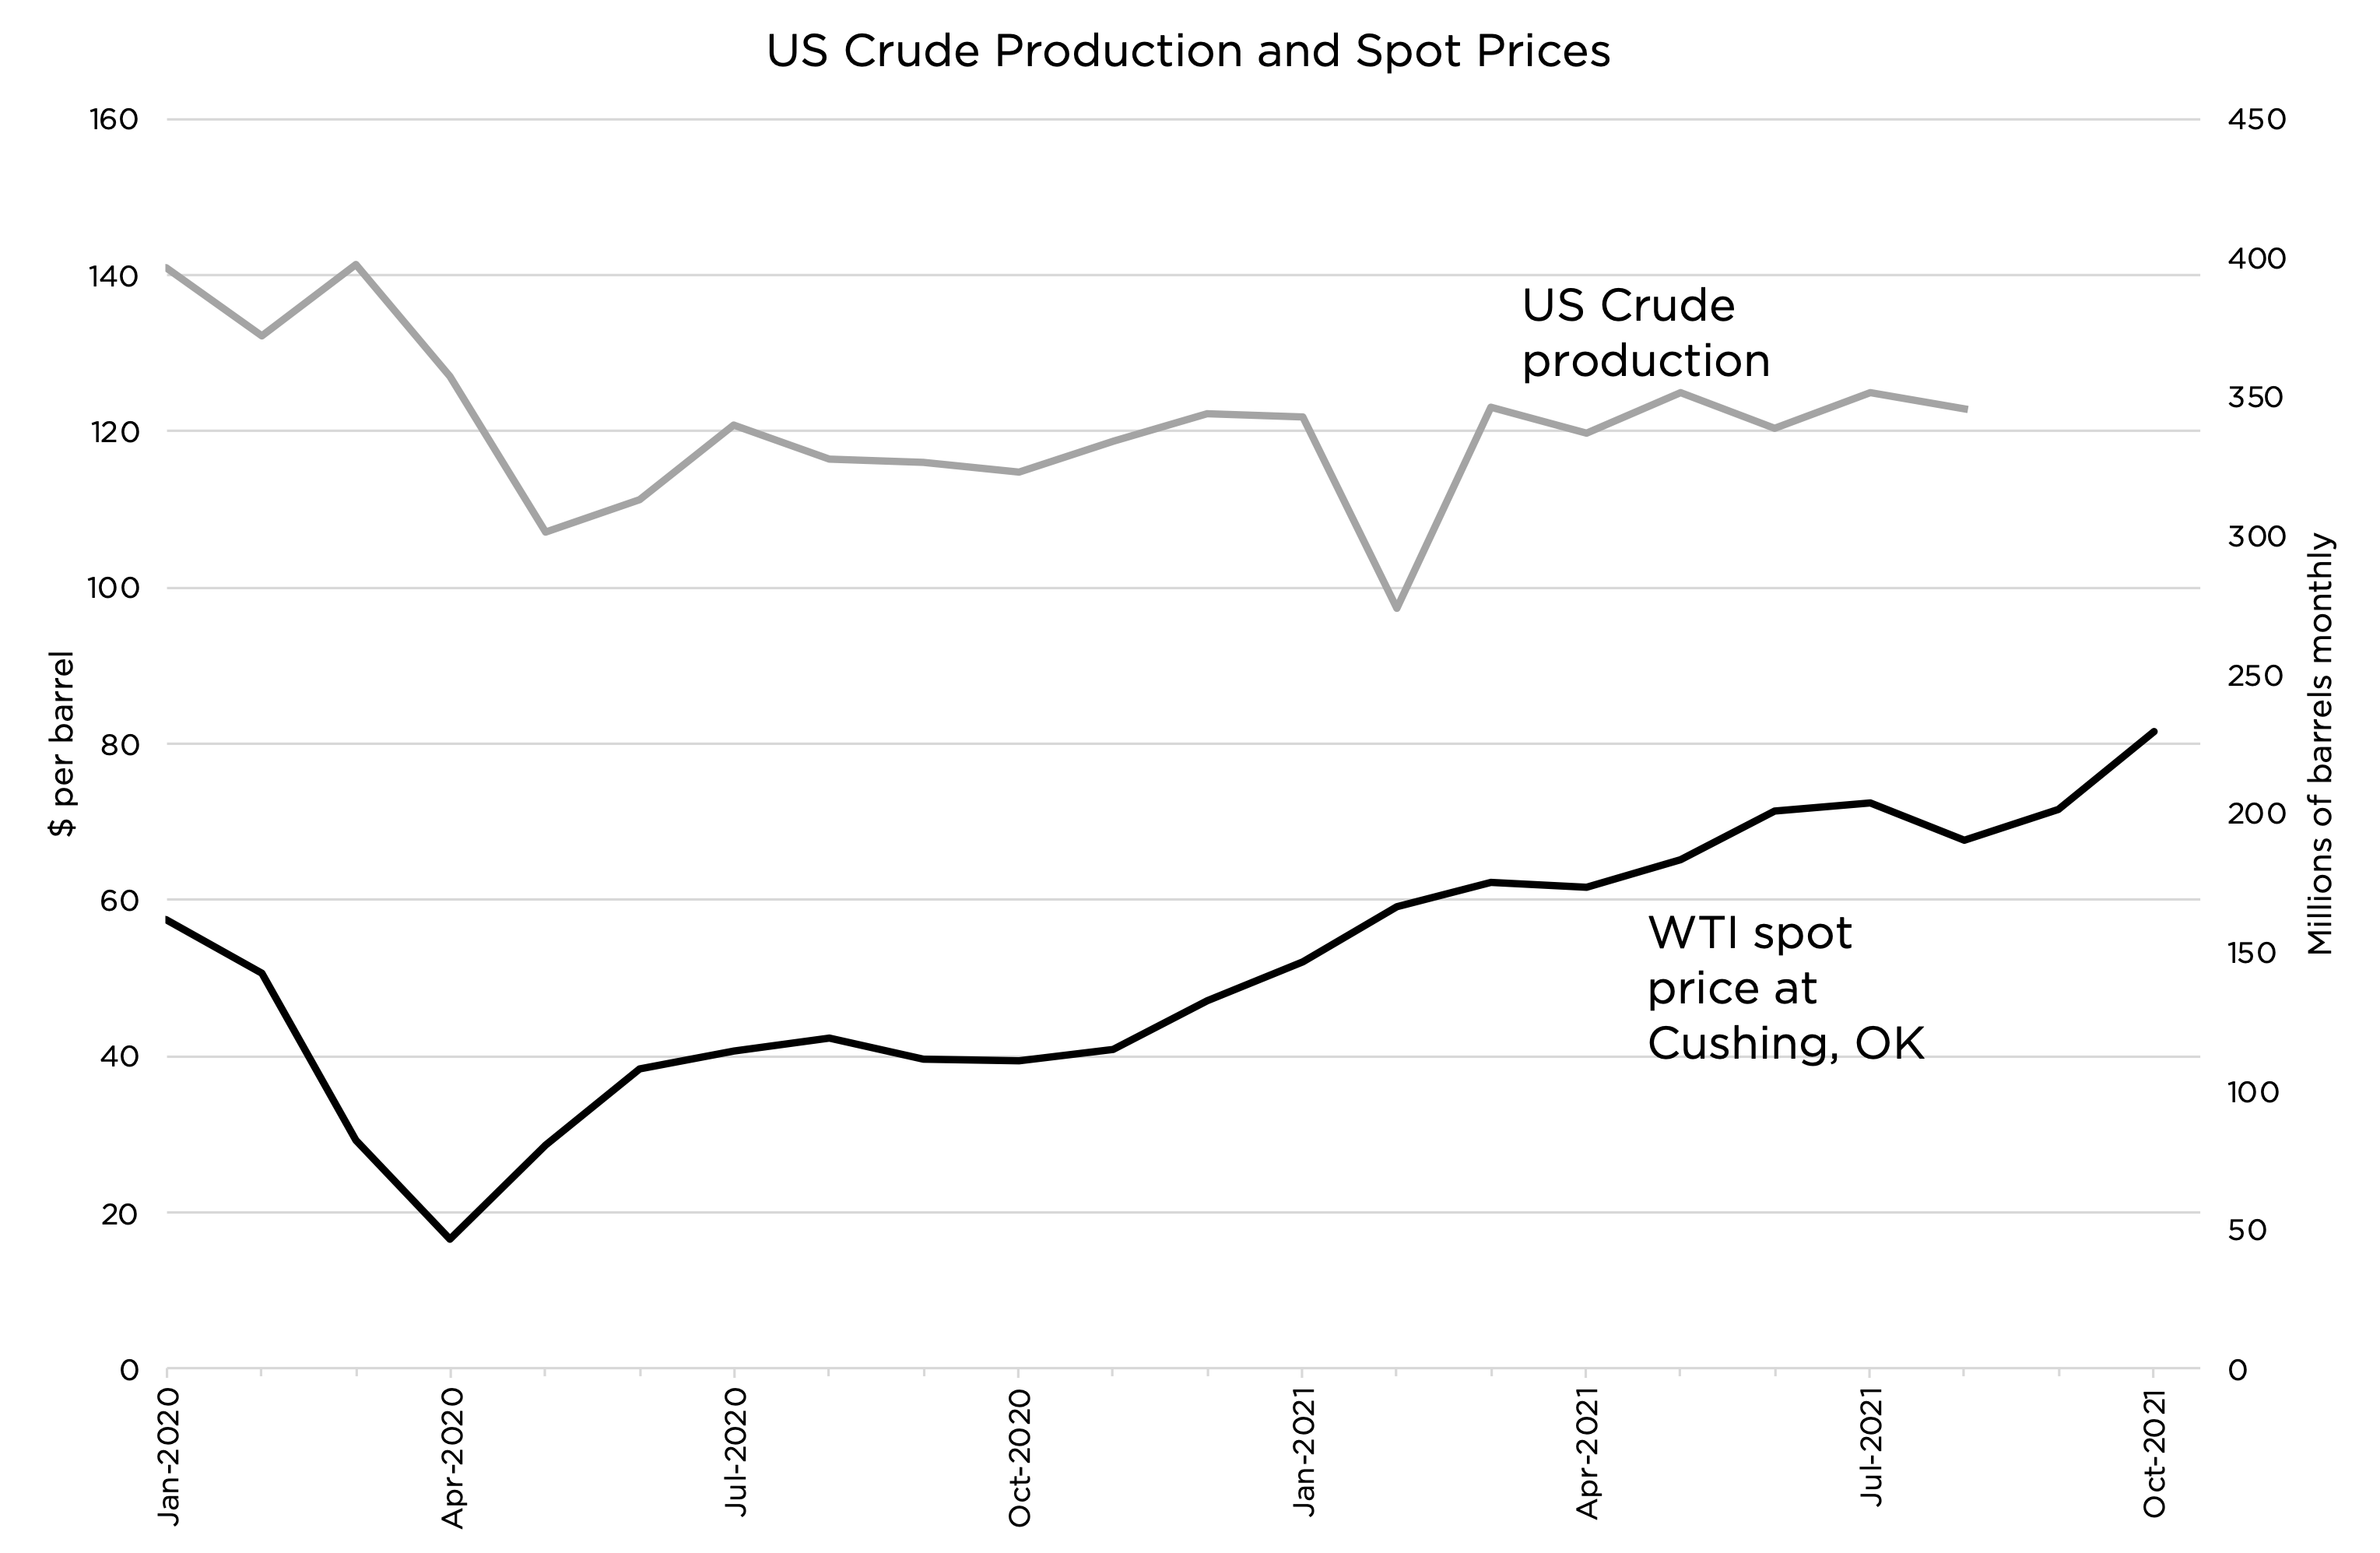 US Crude Production and Spot Prices
160
140
120
100
80
60
40
20
0
$ per barrel
450
400
350
300
250
200
150
100
50
0
Millions of barrels monthly
US Crude
production
WTI spot
price at
Cushing, OK
Jan-2020
Apr-2020
Jul-2020
Oct-2020
Jan-2021
Apr-2021
Jul-2021
Oct-2021